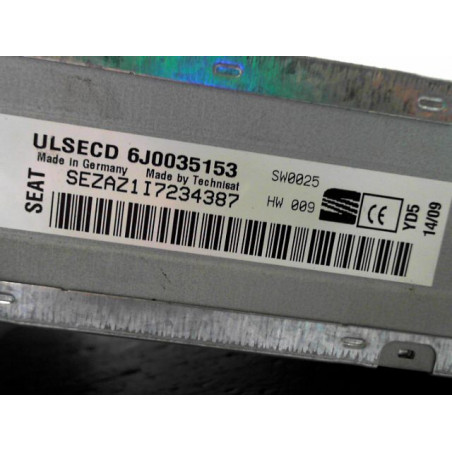 ULSECD 6J0035153
Made in Germany Made by Technisat
SEAT
SEZAZ1I7234387
SW0025
HW 009
CE
YD5
14/09